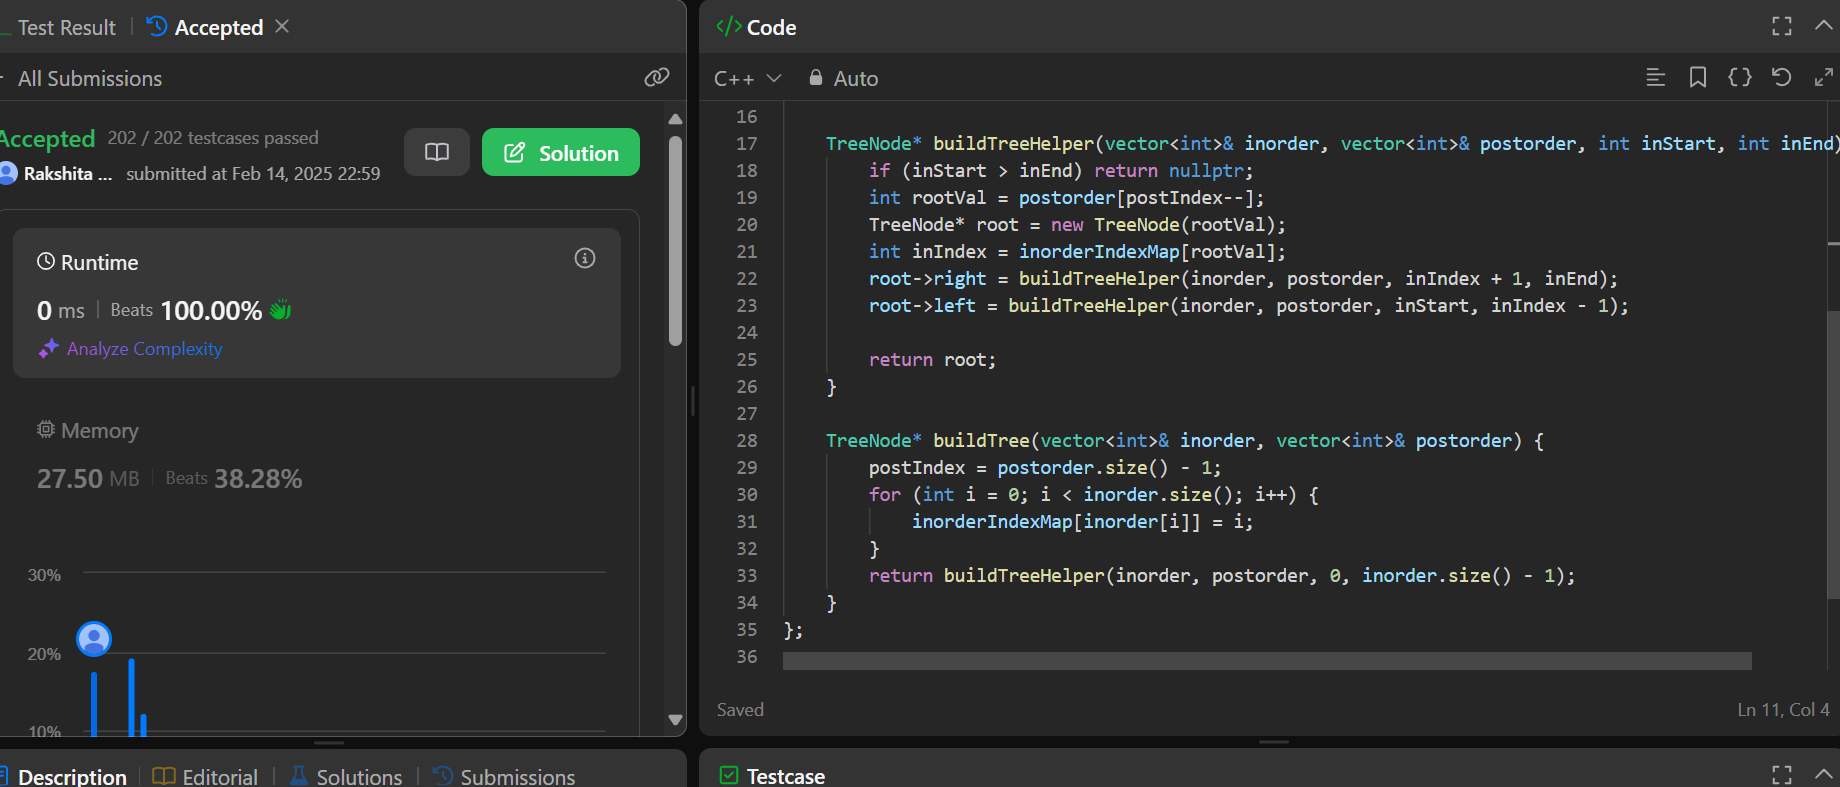 Test Result
Accepted
All Submissions
Accepted 202 / 202 testcases passed
Solution
Rakshita ... submitted at Feb 14, 2025 22:59
Runtime
0 ms Beats 100.00%
Analyze Complexity
Memory
27.50 MB Beats 38.28%
30%
20%
10%
Description Editorial Solutions Submissions
</> Code
C++ Auto
16
17 TreeNode* buildTreeHelper(vector<int>& inorder, vector<int>& postorder, int inStart, int inEnd)
18 if (inStart > inEnd) return nullptr;
19 int rootVal = postorder[postIndex--];
20 TreeNode* root = new TreeNode(rootVal);
21 int inIndex = inorderIndexMap[rootVal];
22 root->right = buildTreeHelper(inorder, postorder, inIndex + 1, inEnd);
23 root->left = buildTreeHelper(inorder, postorder, inStart, inIndex - 1);
24
25 return root;
26 }
27
28 TreeNode* buildTree(vector<int>& inorder, vector<int>& postorder) {
29 postIndex = postorder.size() - 1;
30 for (int i = 0; i < inorder.size(); i++) {
31 inorderIndexMap[inorder[i]] = i;
32 }
33 return buildTreeHelper(inorder, postorder, 0, inorder.size() - 1);
34 }
35 };
36
Saved Ln 11, Col 4
Testcase